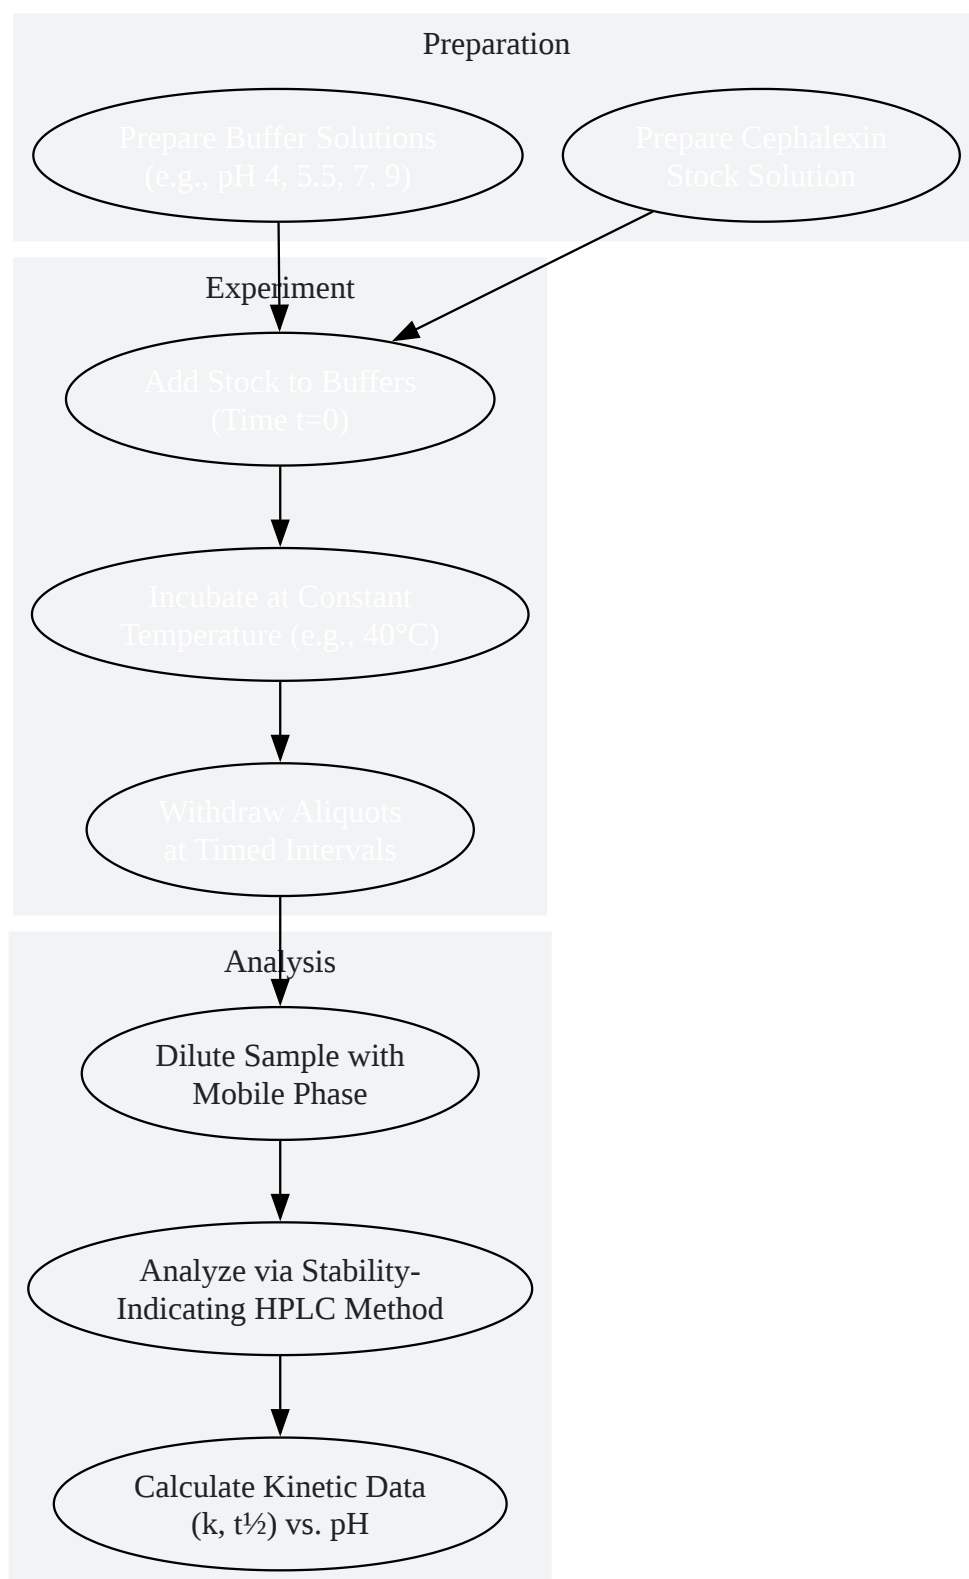 Preparation
Prepare Buffer Solutions
(e.g., pH 4, 5.5, 7, 9)
Prepare Cephalexin
Stock Solution
Experiment
Add Stock to Buffers
(Time t=0)
Incubate at Constant
Temperature (e.g., 40°C)
Withdraw Aliquots
at Timed Intervals
Analysis
Dilute Sample with
Mobile Phase
Analyze via Stability-
Indicating HPLC Method
Calculate Kinetic Data
(k, t½) vs. pH